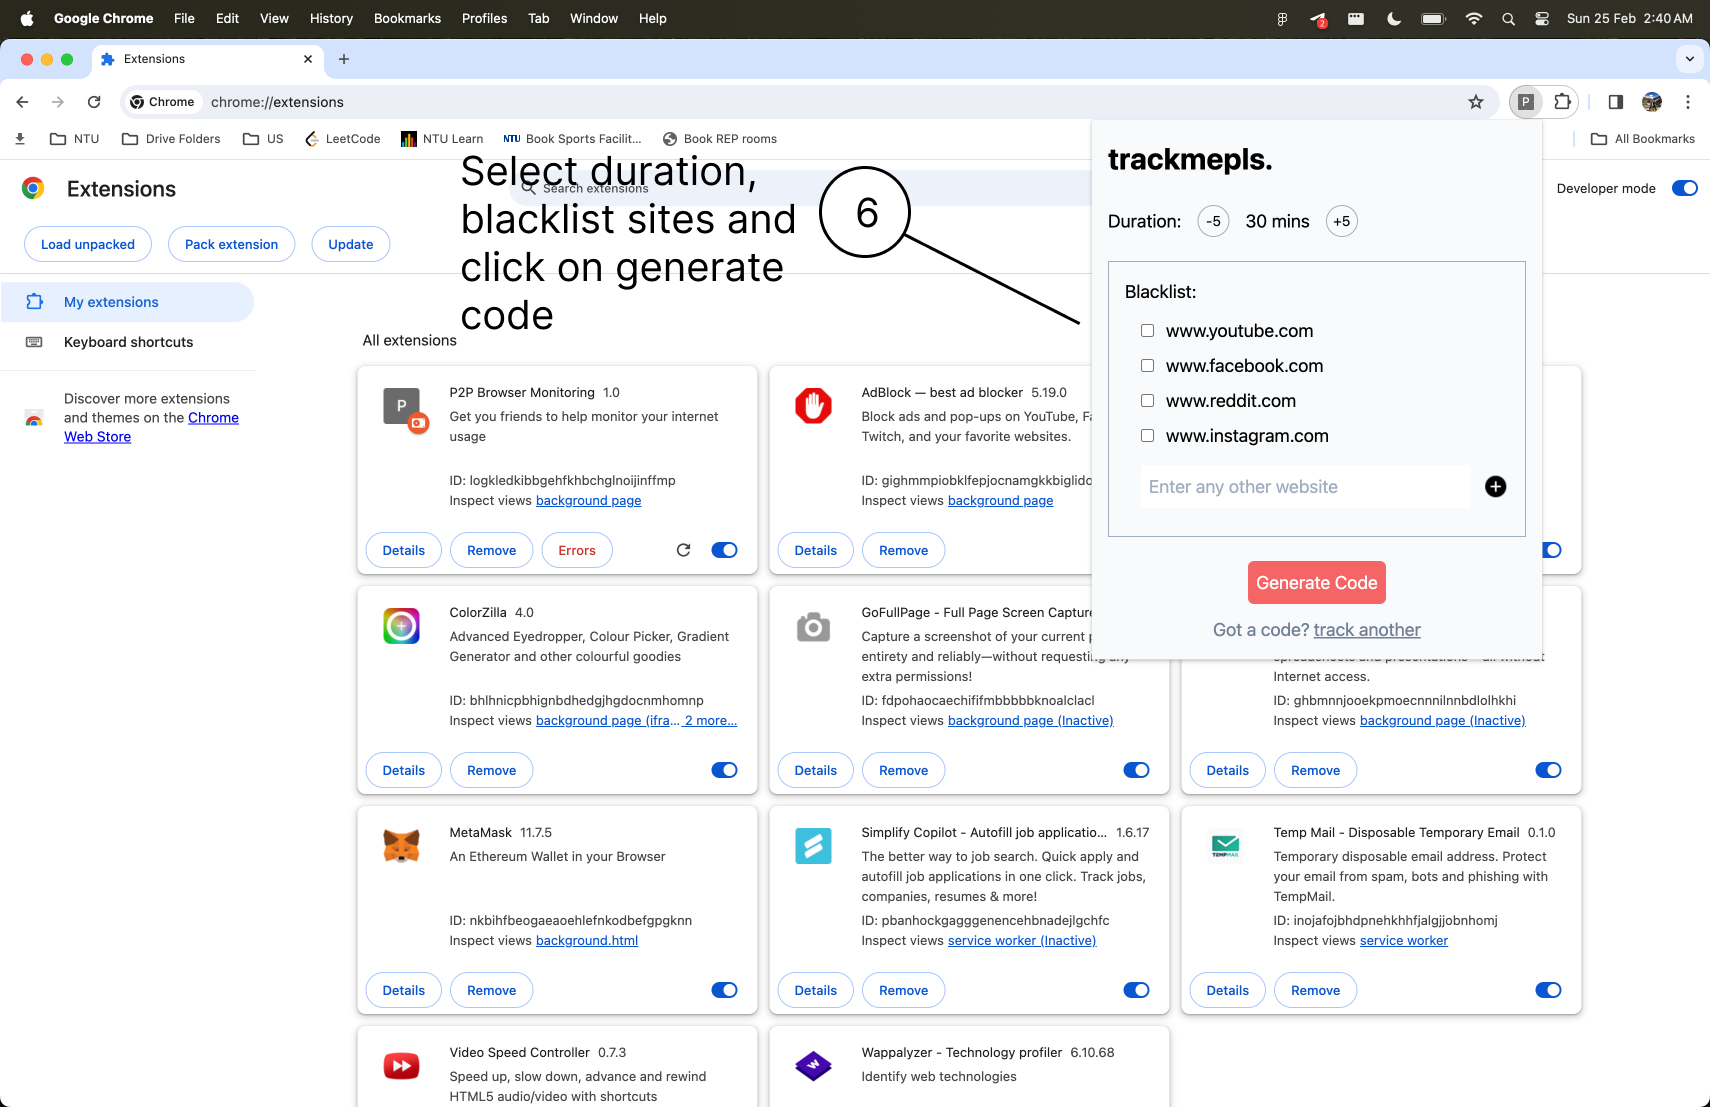 Google Chrome File Edit View History Bookmarks Profiles Tab Window Help
2
Sun 25 Feb 2:40 AM
Extensions
Chrome chrome://extensions
P
NTU Drive Folders US LeetCode NTU Learn NTU Book Sports Facilit... Book REP rooms
All Bookmarks
Extensions
Search extensions
Developer mode
Load unpacked Pack extension Update
Select duration,
blacklist sites and
click on generate
code
6
trackmepls.
Duration: -5 30 mins +5
Blacklist:
www.youtube.com
www.facebook.com
www.reddit.com
www.instagram.com
Enter any other website
Generate Code
Got a code? track another
My extensions
Keyboard shortcuts
Discover more extensions
and themes on the Chrome
Web Store
All extensions
P
P2P Browser Monitoring 1.0
Get you friends to help monitor your internet
usage
ID: logkledkibbgehfkhbchglnoijinffmp
Inspect views background page
Details Remove Errors
AdBlock — best ad blocker 5.19.0
Block ads and pop-ups on YouTube,
Twitch, and your favorite websites.
ID: gighmmpiobklfepjocnamgkkbiglidc
Inspect views background page
Details Remove
ColorZilla 4.0
Advanced Eyedropper, Colour Picker, Gradient
Generator and other colourful goodies
ID: bhlhnicpbhignbdhedgjhgdocnmhomnp
Inspect views background page (ifra... 2 more...
Details Remove
GoFullPage - Full Page Screen Capture
Capture a screenshot of your current
entirety and reliably—without requesting any
extra permissions!
ID: fdpohaocaechififmbbbbbknoalclacl
Inspect views background page (Inactive)
Details Remove
spreadsheets and presentations — all without
Internet access.
ID: ghbmnnjooekpmoecnnnilnnbdlolhkhi
Inspect views background page (Inactive)
Details Remove
MetaMask 11.7.5
An Ethereum Wallet in your Browser
ID: nkbihfbeogaeaoehlefnkodbefgpgknn
Inspect views background.html
Details Remove
Simplify Copilot - Autofill job applicatio... 1.6.17
The better way to job search. Quick apply and
autofill job applications in one click. Track jobs,
companies, resumes & more!
ID: pbanhockgagggenencehbnadejlgchfc
Inspect views service worker (Inactive)
Details Remove
TEMPMAIL
Temp Mail - Disposable Temporary Email 0.1.0
Temporary disposable email address. Protect
your email from spam, bots and phishing with
TempMail.
ID: inojafojbhdpnehkhhfjalgjjobnhomj
Inspect views service worker
Details Remove
Video Speed Controller 0.7.3
Speed up, slow down, advance and rewind
HTML5 audio/video with shortcuts
W
Wappalyzer - Technology profiler 6.10.68
Identify web technologies